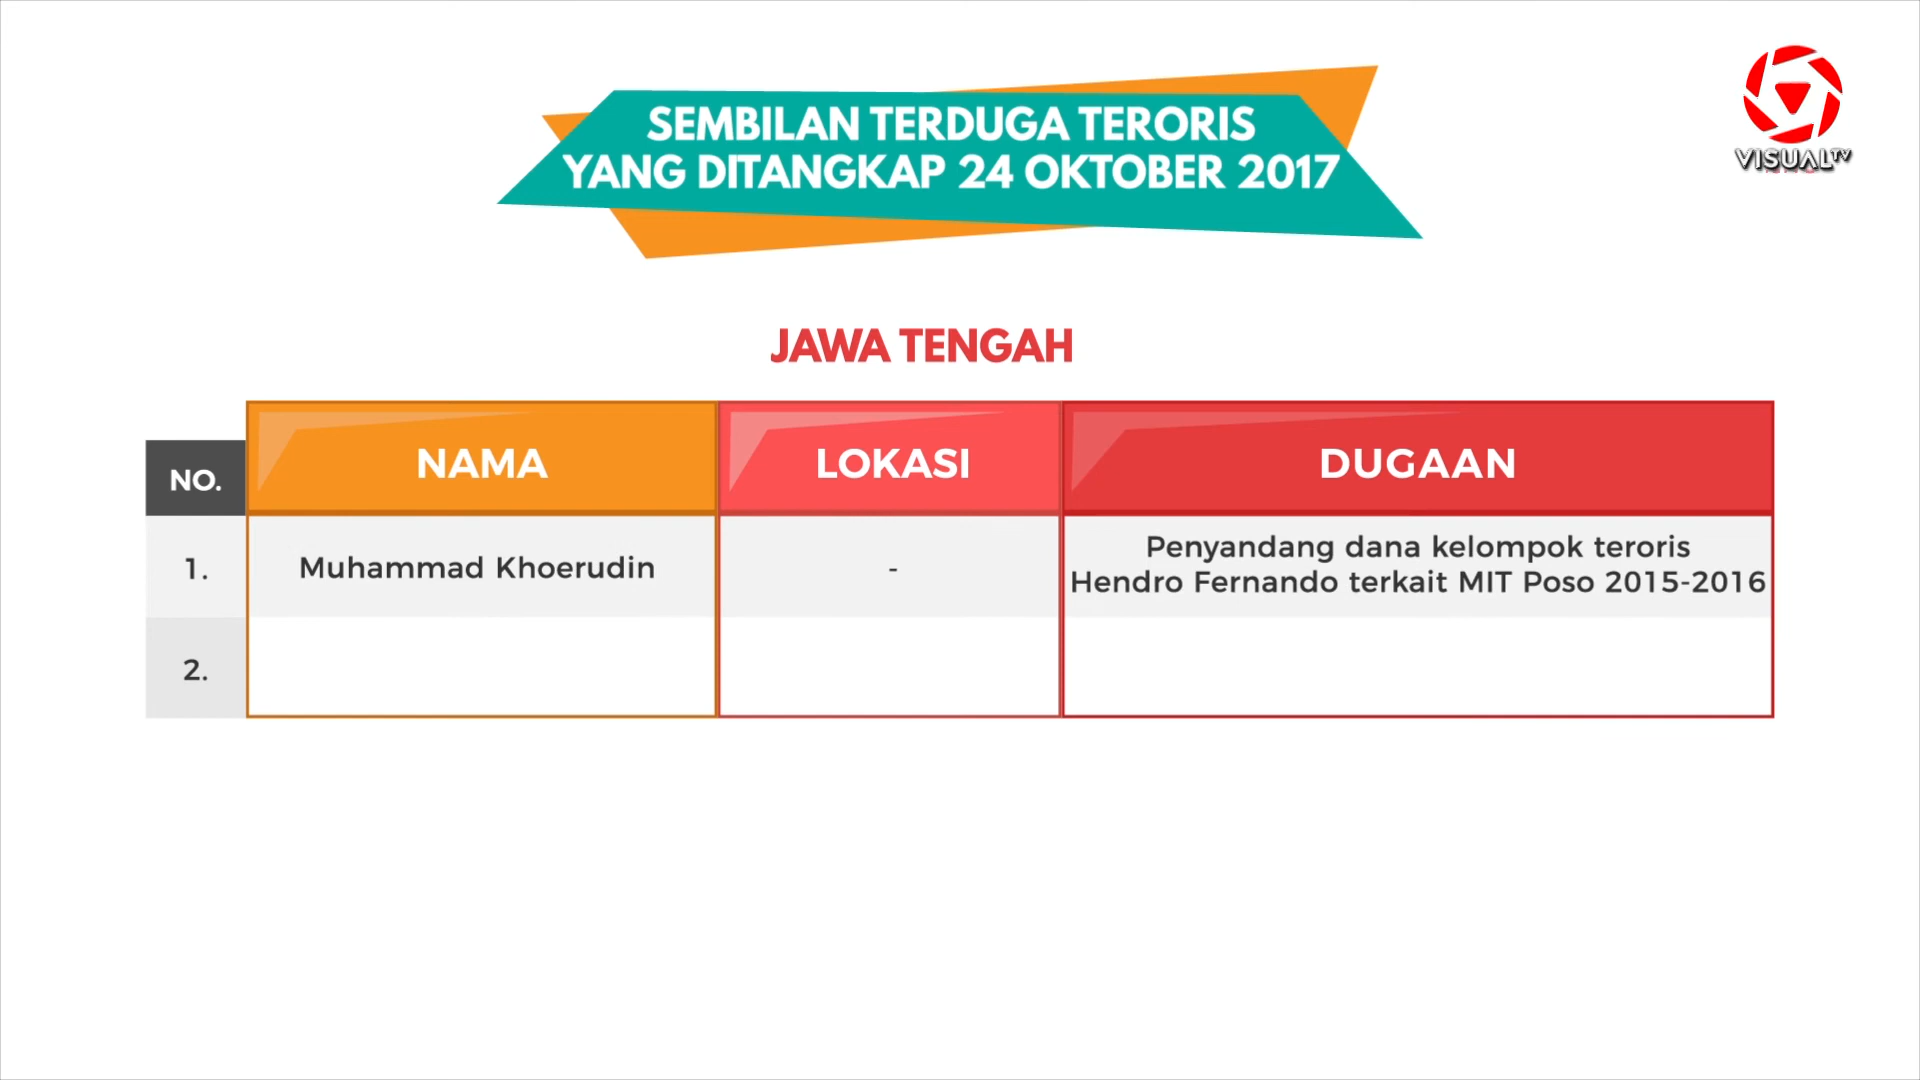 SEMBILAN TERDUGA TERORIS
YANG DITANGKAP 24 OKTOBER 2017
VISUALTV
JAWA TENGAH
NO. NAMA LOKASI DUGAAN
1. Muhammad Khoerudin - Penyandang dana kelompok teroris
Hendro Fernando terkait MIT Poso 2015-2016
2.